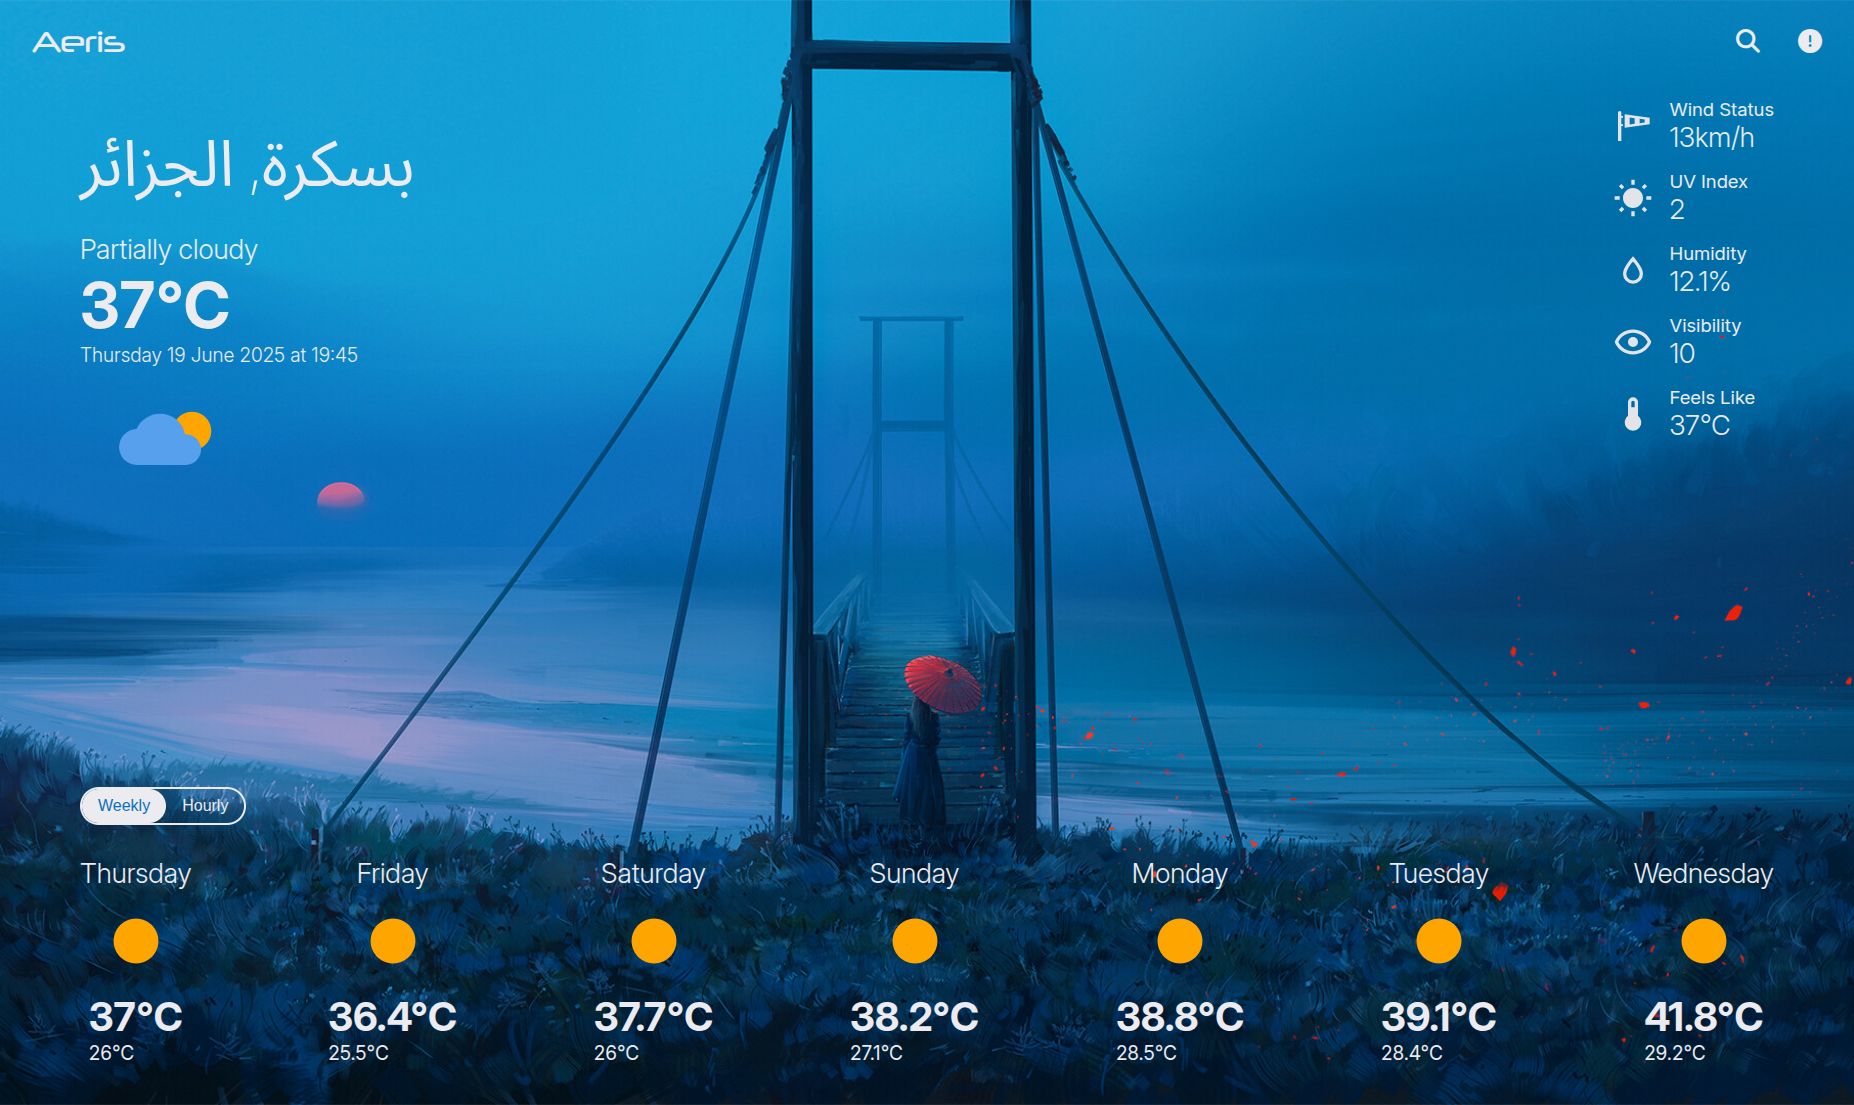 Aeris
بسكرة, الجزائر
Partially cloudy
37°C
Thursday 19 June 2025 at 19:45
Wind Status
13km/h
UV Index
2
Humidity
12.1%
Visibility
10
Feels Like
37°C
Weekly Hourly
Thursday Friday Saturday Sunday Monday Tuesday Wednesday
37°C 36.4°C 37.7°C 38.2°C 38.8°C 39.1°C 41.8°C
26°C 25.5°C 26°C 27.1°C 28.5°C 28.4°C 29.2°C